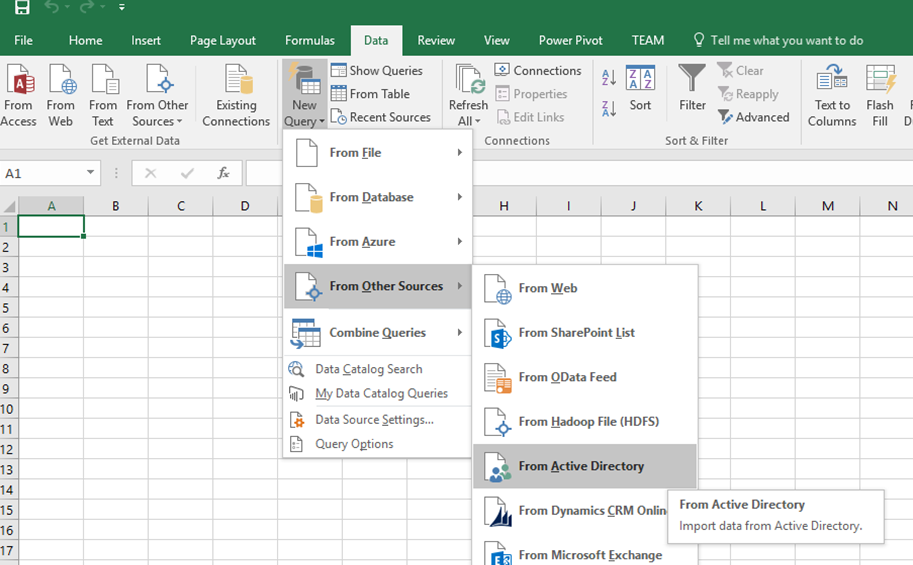 File Home Insert Page Layout Formulas Data Review View Power Pivot TEAM Tell me what you want to do
From Access
From Web
From Text
From Other Sources
Existing Connections
Get External Data
New Query
Show Queries
From Table
Recent Sources
Refresh All
Connections
Properties
Edit Links
Connections
Sort
Filter
Clear
Reapply
Advanced
Sort & Filter
Text to Columns
Flash Fill
A1
fx
A B C D H I J K L M N
1
2
3
4
5
6
7
8
9
10
11
12
13
14
15
16
17
From File
From Database
From Azure
From Other Sources
Combine Queries
Data Catalog Search
My Data Catalog Queries
Data Source Settings...
Query Options
From Web
From SharePoint List
From OData Feed
From Hadoop File (HDFS)
From Active Directory
From Dynamics CRM Onlin
From Microsoft Exchange
From Active Directory
Import data from Active Directory.